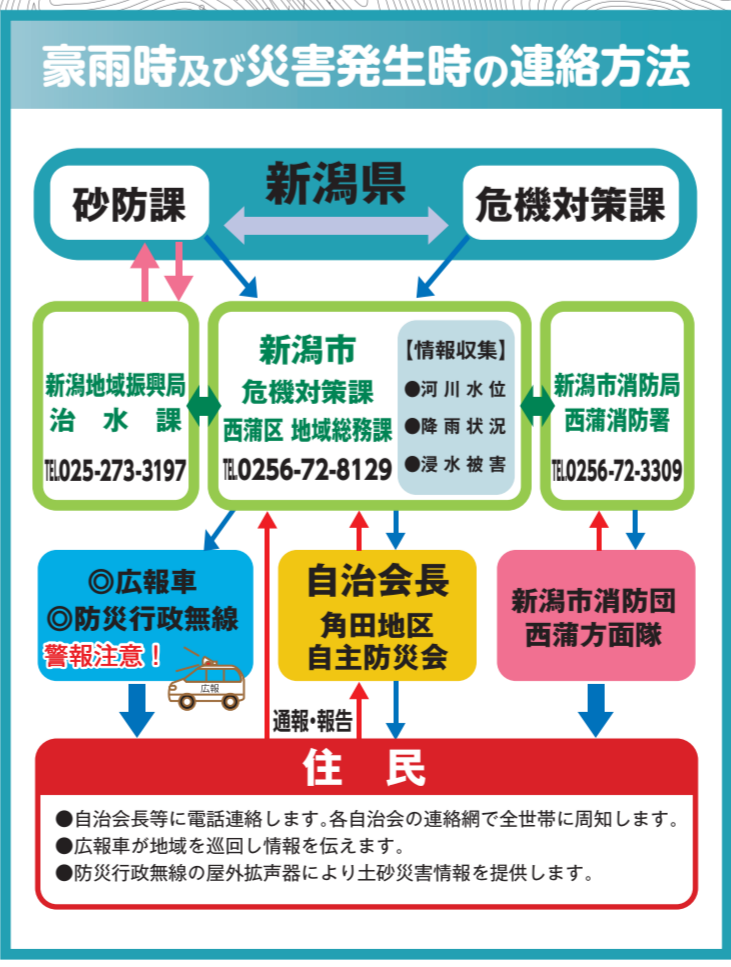 豪雨時及び災害発生時の連絡方法
新潟県
砂防課
危機対策課
新潟地域振興局
治水課
TEL025-273-3197
新潟市
危機対策課
西蒲区 地域総務課
TEL0256-72-8129
【情報収集】
●河川水位
●降雨状況
●浸水被害
新潟市消防局
西蒲消防署
TEL0256-72-3309
◎広報車
◎防災行政無線
警報注意！
広報
自治会長
角田地区
自主防災会
新潟市消防団
西蒲方面隊
通報・報告
住民
●自治会長等に電話連絡します。各自治会の連絡網で全世帯に周知します。
●広報車が地域を巡回し情報を伝えます。
●防災行政無線の屋外拡声器により土砂災害情報を提供します。